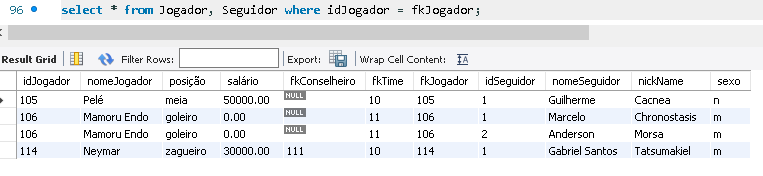 96 select * from Jogador, Seguidor where idJogador = fkJogador;
Result Grid Filter Rows: Export: Wrap Cell Content:
idJogador nomeJogador posição salário fkConselheiro fkTime fkJogador idSeguidor nomeSeguidor nickName sexo
105 Pelé meia 50000.00 NULL 10 105 1 Guilherme Cacnea n
106 Mamoru Endo goleiro 0.00 NULL 11 106 1 Marcelo Chronostasis m
106 Mamoru Endo goleiro 0.00 NULL 11 106 2 Anderson Morsa m
114 Neymar zagueiro 30000.00 111 10 114 1 Gabriel Santos Tatsumakiel m